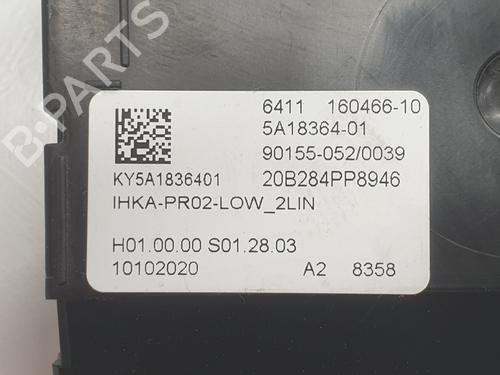 6411 160466-10
5A18364-01
90155-052/0039
KY5A1836401 20B284PP8946
IHKA-PR02-LOW_2LIN
H01.00.00 S01.28.03
10102020 A2 8358
B-PARTS